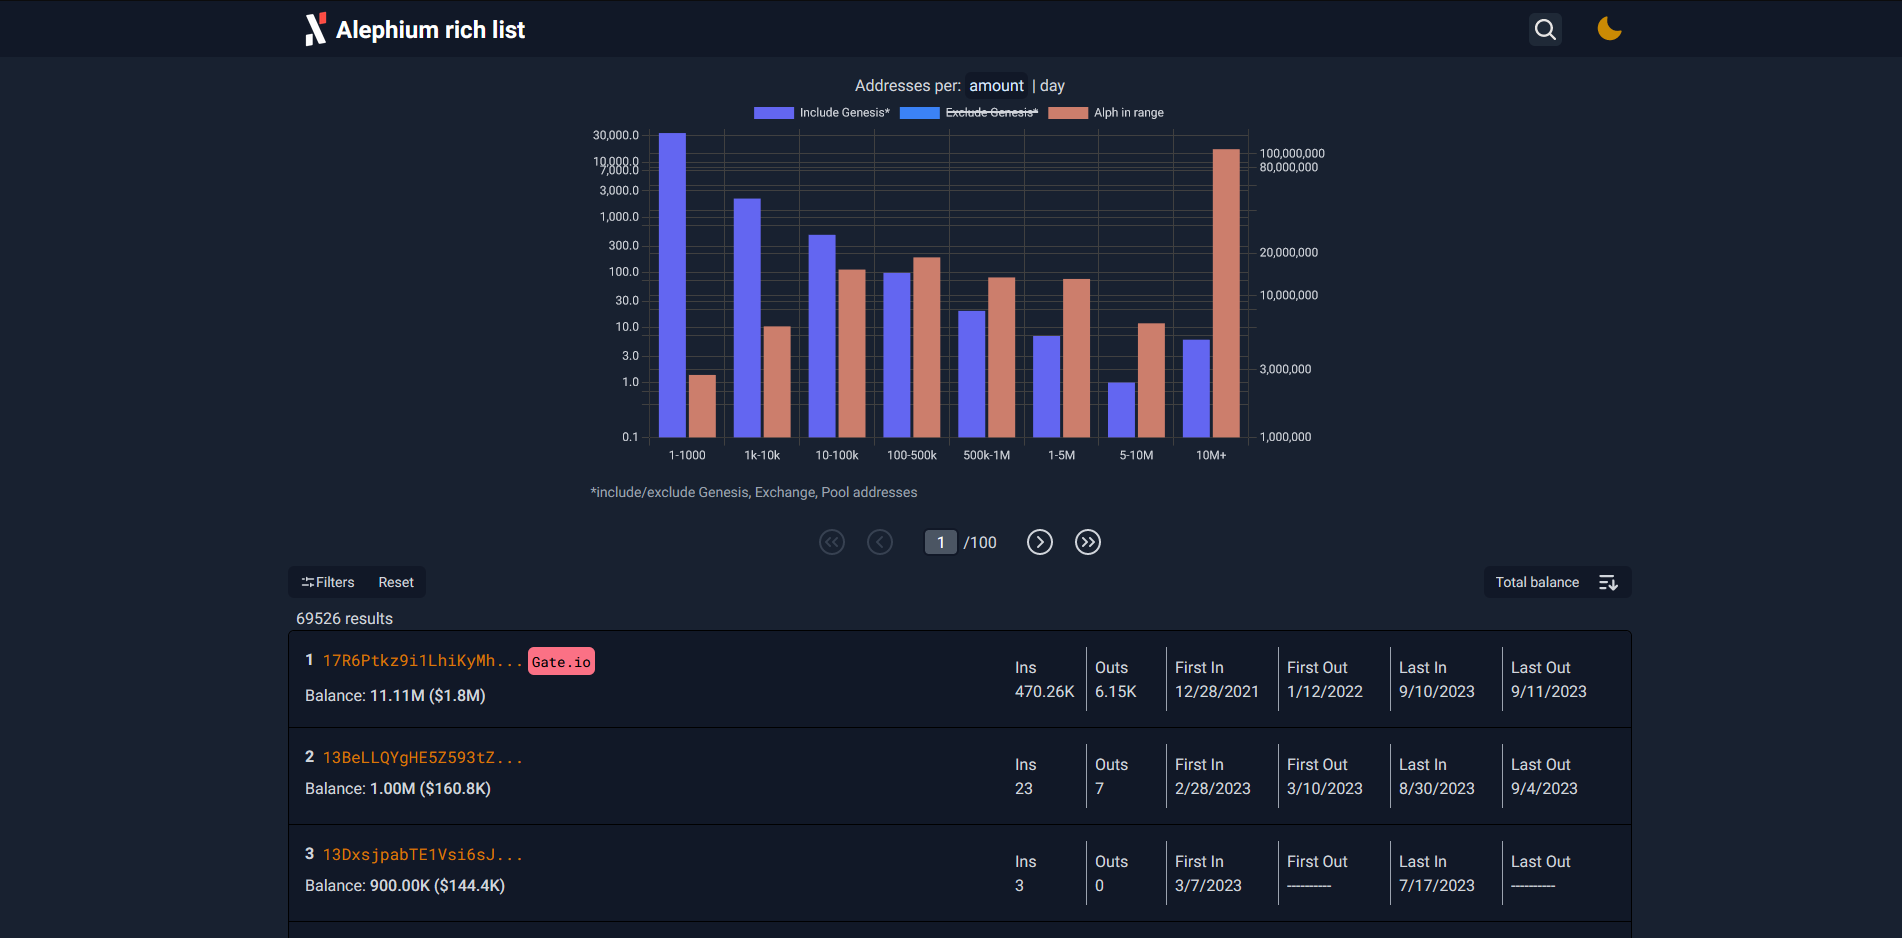 Alephium rich list
Addresses per: amount | day
Include Genesis* Exclude Genesis* Alph in range
30,000.0
10,000.0
7,000.0
3,000.0
1,000.0
300.0
100.0
30.0
10.0
3.0
1.0
0.1
100,000,000
80,000,000
20,000,000
10,000,000
3,000,000
1,000,000
1-1000 1k-10k 10-100k 100-500k 500k-1M 1-5M 5-10M 10M+
*include/exclude Genesis, Exchange, Pool addresses
1 /100
Filters Reset Total balance
69526 results
1 17R6Ptkz9i1LhiKyMh... Gate.io
Balance: 11.11M ($1.8M)
Ins Outs First In First Out Last In Last Out
470.26K 6.15K 12/28/2021 1/12/2022 9/10/2023 9/11/2023
2 13BeLLQYgHE5Z593tZ...
Balance: 1.00M ($160.8K)
Ins Outs First In First Out Last In Last Out
23 7 2/28/2023 3/10/2023 8/30/2023 9/4/2023
3 13DxsjpabTE1Vsi6sJ...
Balance: 900.00K ($144.4K)
Ins Outs First In First Out Last In Last Out
3 0 3/7/2023 ---------- 7/17/2023 ----------